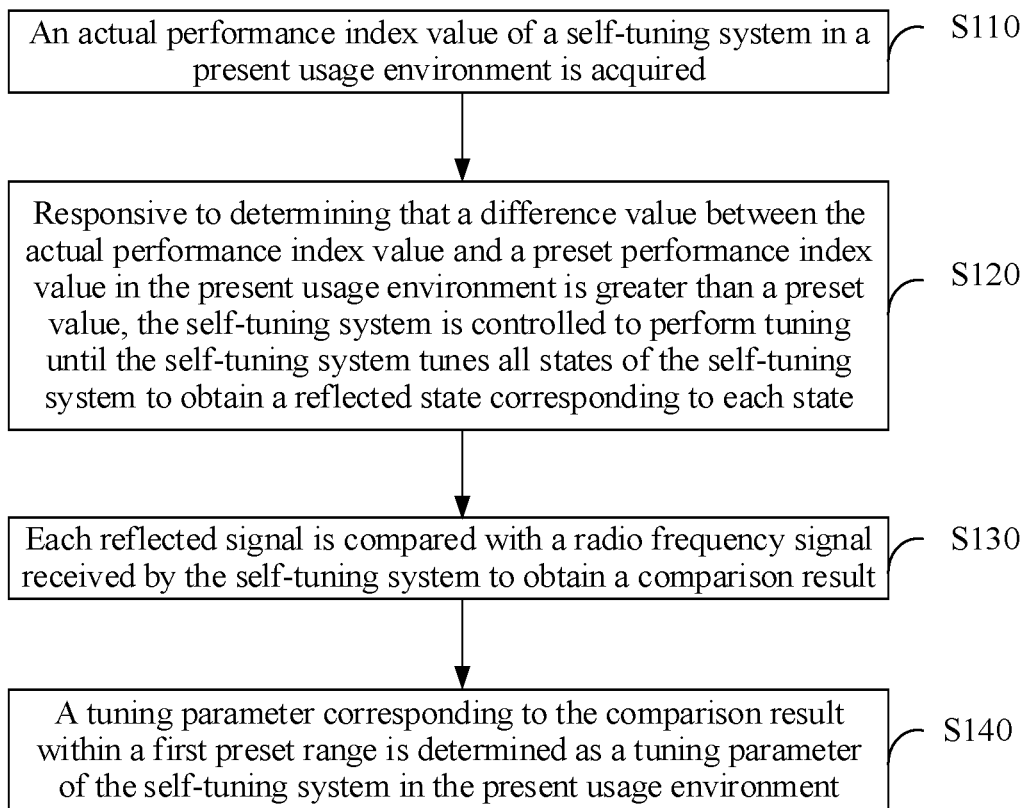 An actual performance index value of a self-tuning system in a
present usage environment is acquired
S110
Responsive to determining that a difference value between the
actual performance index value and a preset performance index
value in the present usage environment is greater than a preset
value, the self-tuning system is controlled to perform tuning
until the self-tuning system tunes all states of the self-tuning
system to obtain a reflected state corresponding to each state
S120
Each reflected signal is compared with a radio frequency signal
received by the self-tuning system to obtain a comparison result
S130
A tuning parameter corresponding to the comparison result
within a first preset range is determined as a tuning parameter
of the self-tuning system in the present usage environment
S140